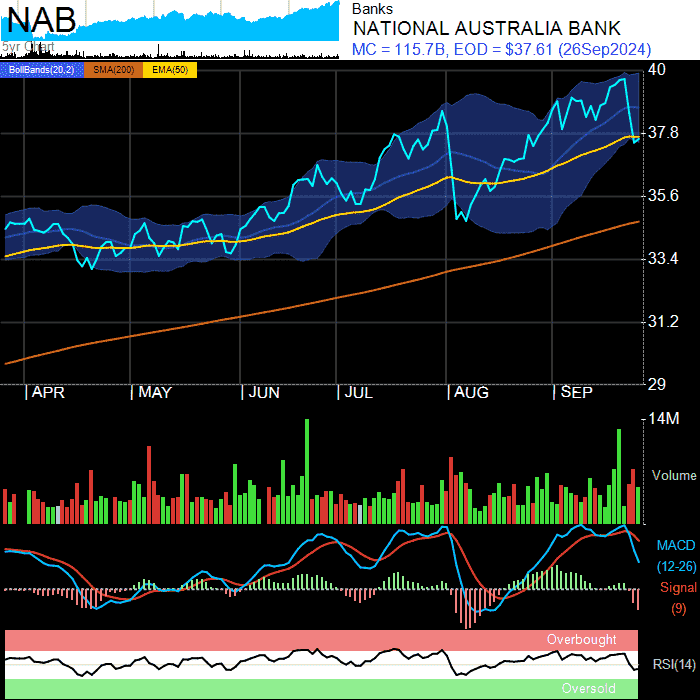 NAB
5yr Chart
Banks
NATIONAL AUSTRALIA BANK
MC = 115.7B, EOD = $37.61 (26Sep2024)
BollBands(20,2) SMA(200) EMA(50)
40
37.8
35.6
33.4
31.2
29
APR MAY JUN JUL AUG SEP
14M
Volume
MACD
(12-26)
Signal
(9)
Overbought
RSI(14)
Oversold